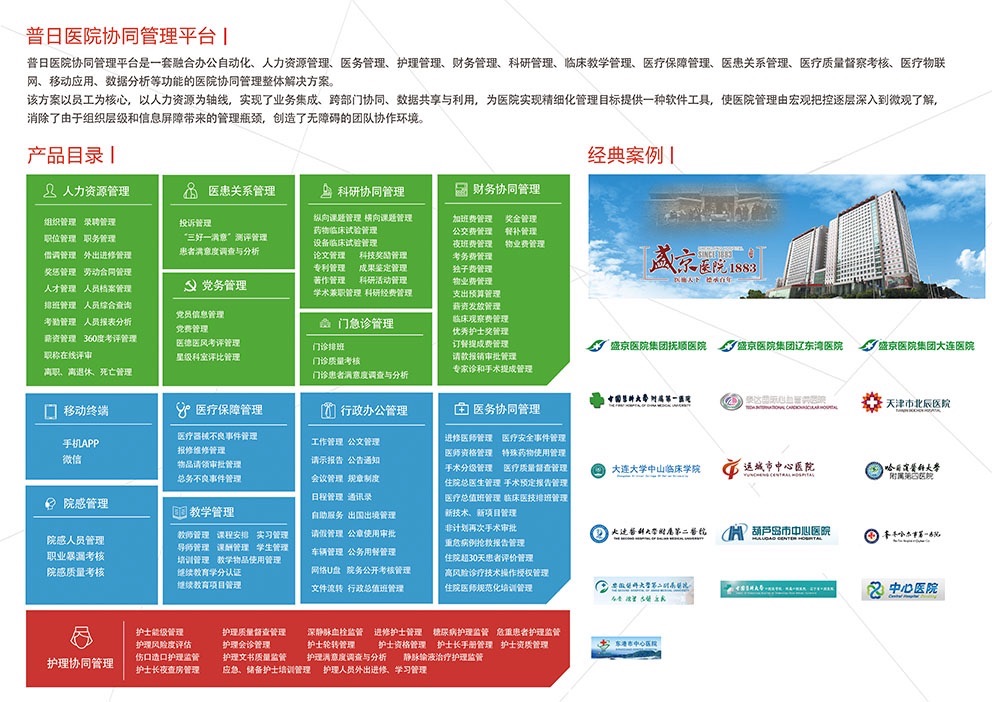 普日医院协同管理平台
普日医院协同管理平台是一套融合办公自动化、人力资源管理、医务管理、护理管理、财务管理、科研管理、临床教学管理、医疗保障管理、医患关系管理、医疗质量督察考核、医疗物联
网、移动应用、数据分析等功能的医院协同管理整体解决方案。
该方案以员工为核心，以人力资源为轴线，实现了业务集成、跨部门协同、数据共享与利用，为医院实现精细化管理目标提供一种软件工具，使医院管理由宏观把控逐层深入到微观了解，
消除了由于组织层级和信息屏障带来的管理瓶颈，创造了无障碍的团队协作环境。
产品目录
人力资源管理
组织管理 录聘管理
职位管理 职务管理
借调管理 外出进修管理
奖惩管理 劳动合同管理
人才管理 人员档案管理
排班管理 人员综合查询
考勤管理 人员报表分析
薪资管理 360度考评管理
职称在线评审
离职、离退休、死亡管理
医患关系管理
投诉管理
“三好一满意”测评管理
患者满意度调查与分析
党务管理
党员信息管理
党费管理
医德医风考评管理
星级科室评比管理
科研协同管理
纵向课题管理 横向课题管理
药物临床试验管理
设备临床试验管理
论文管理 科技奖励管理
专利管理 成果鉴定管理
著作管理 科研活动管理
学术兼职管理 科研经费管理
门急诊管理
门诊排班
门诊质量考核
门诊患者满意度调查与分析
财务协同管理
加班费管理 奖金管理
公交费管理 餐补管理
夜班费管理 物业费管理
考务费管理
独子费管理
物业费管理
支出预算管理
薪资发放管理
临床观察费管理
优秀护士奖管理
订餐提成费管理
请款报销审批管理
专家诊和手术提成管理
移动终端
手机APP
微信
院感管理
院感人员管理
职业暴漏考核
院感质量考核
医疗保障管理
医疗器械不良事件管理
报修维修管理
物品请领审批管理
总务不良事件管理
教学管理
教师管理 课程安排 实习管理
导师管理 课酬管理 学生管理
培训管理 教学物品使用管理
继续教育学分认证
继续教育项目管理
行政办公管理
工作管理 公文管理
请示报告 公告通知
会议管理 规章制度
日程管理 通讯录
自助服务 出国出境管理
请假管理 公章使用审批
车辆管理 公务用餐管理
网络U盘 院务公开考核管理
文件流转 行政总值班管理
医务协同管理
进修医师管理 医疗安全事件管理
医师资格管理 特殊药物使用管理
手术分级管理 医疗质量督查管理
住院总医生管理 手术预定报告管理
医疗总值班管理 临床医技排班管理
新技术、新项目管理
非计划再次手术审批
重危病例抢救报告管理
住院超30天患者评价管理
高风险诊疗技术操作授权管理
住院医师规范化培训管理
护理协同管理
护士能级管理 护理质量督查管理 深静脉血栓监管 进修护士管理 糖尿病护理监管 危重患者护理监管
护理风险度评估 护理会诊管理 护士轮转管理 护士资格管理 护士长手册管理 护士资质管理
伤口造口护理监管 护理文书质量监管 护理满意度调查与分析 静脉输液治疗护理监管
护士长夜查房管理 应急、储备护士培训管理 护理人员外出进修、学习管理
经典案例
盛京医院1883
SINCE 1883
盛京医院集团抚顺医院 盛京医院集团辽东湾医院 盛京医院集团大连医院
中国医科大学附属第一医院
THE FIRST HOSPITAL OF CHINA MEDICAL UNIVERSITY
泰达国际心血管病医院
TEDA INTERNATIONAL CARDIOVASCULAR HOSPITAL
天津市北辰医院
大连大学中山临床学院
运城市中心医院
YUNCHENG CENTRAL HOSPITAL
哈尔滨医科大学
附属第四医院
大连医科大学附属第二医院
THE SECOND HOSPITAL OF DALIAN MEDICAL UNIVERSITY
葫芦岛市中心医院
HULUDAO CENTER HOSPITAL
齐齐哈尔市第一医院
安徽医科大学第二附属医院
中心医院
Central Hospital
东港市中心医院